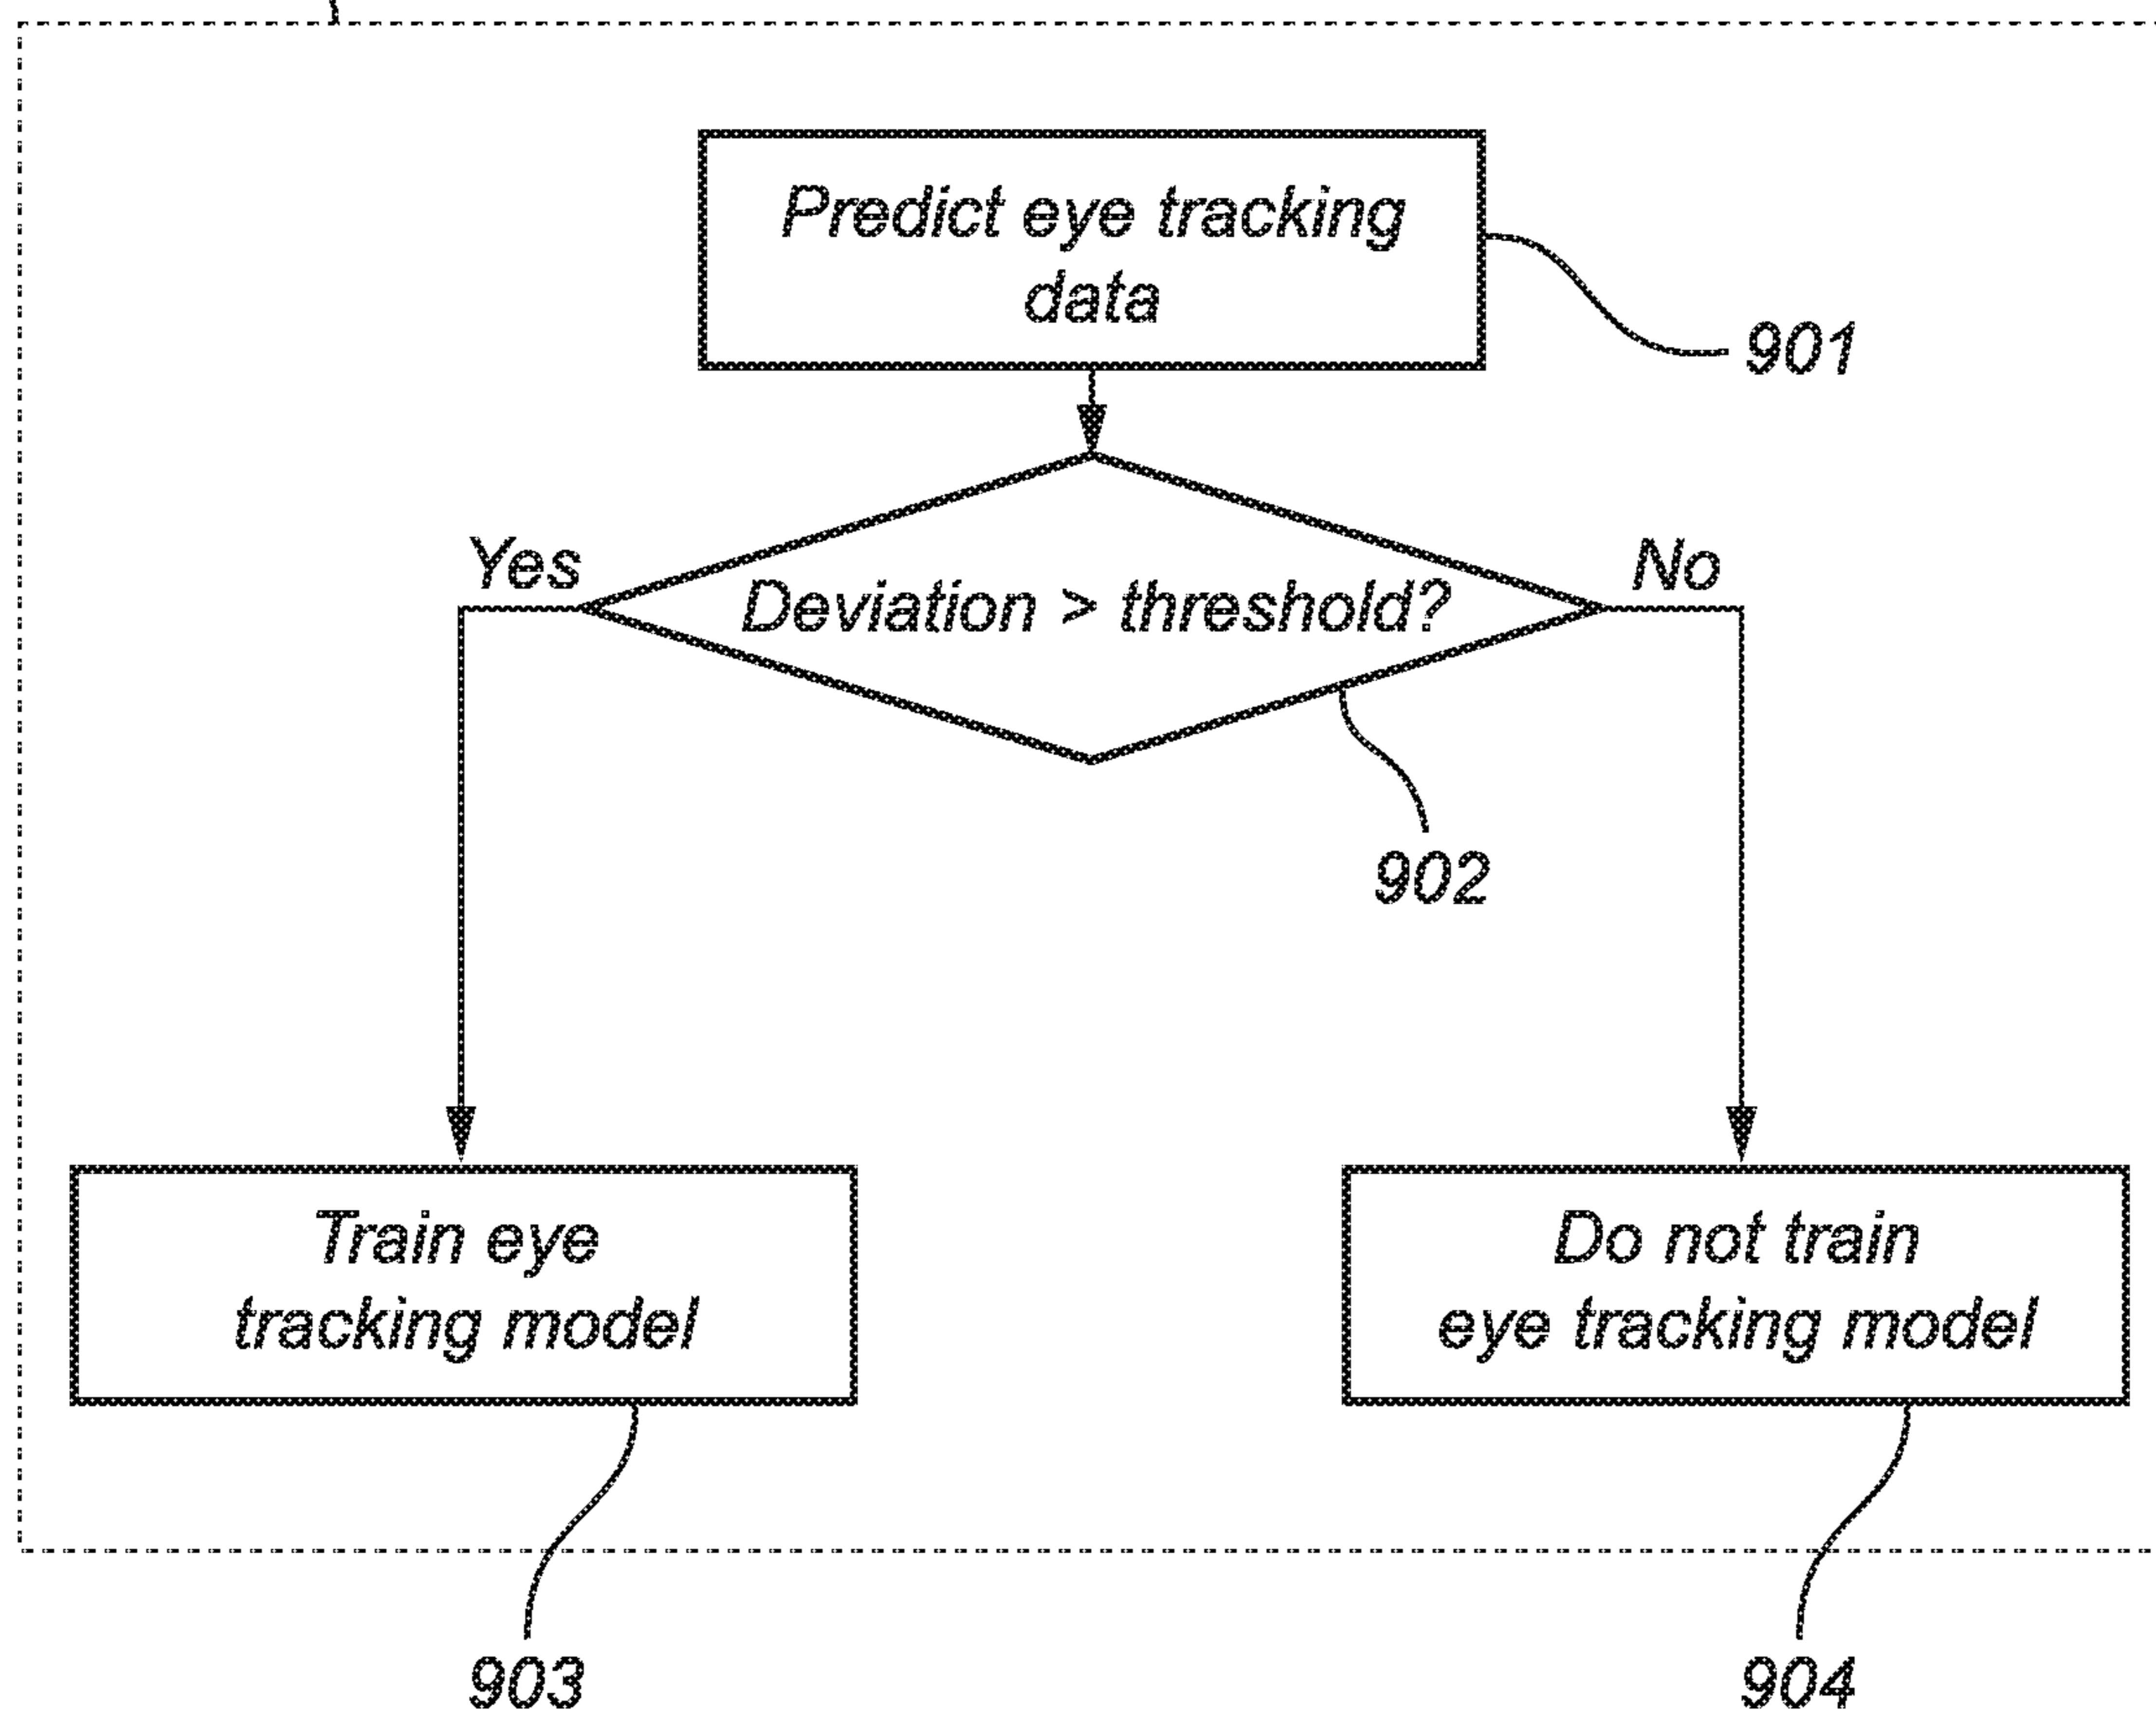 Predict eye tracking
data
901
Yes
Deviation > threshold?
No
902
Train eye
tracking model
Do not train
eye tracking model
903
904